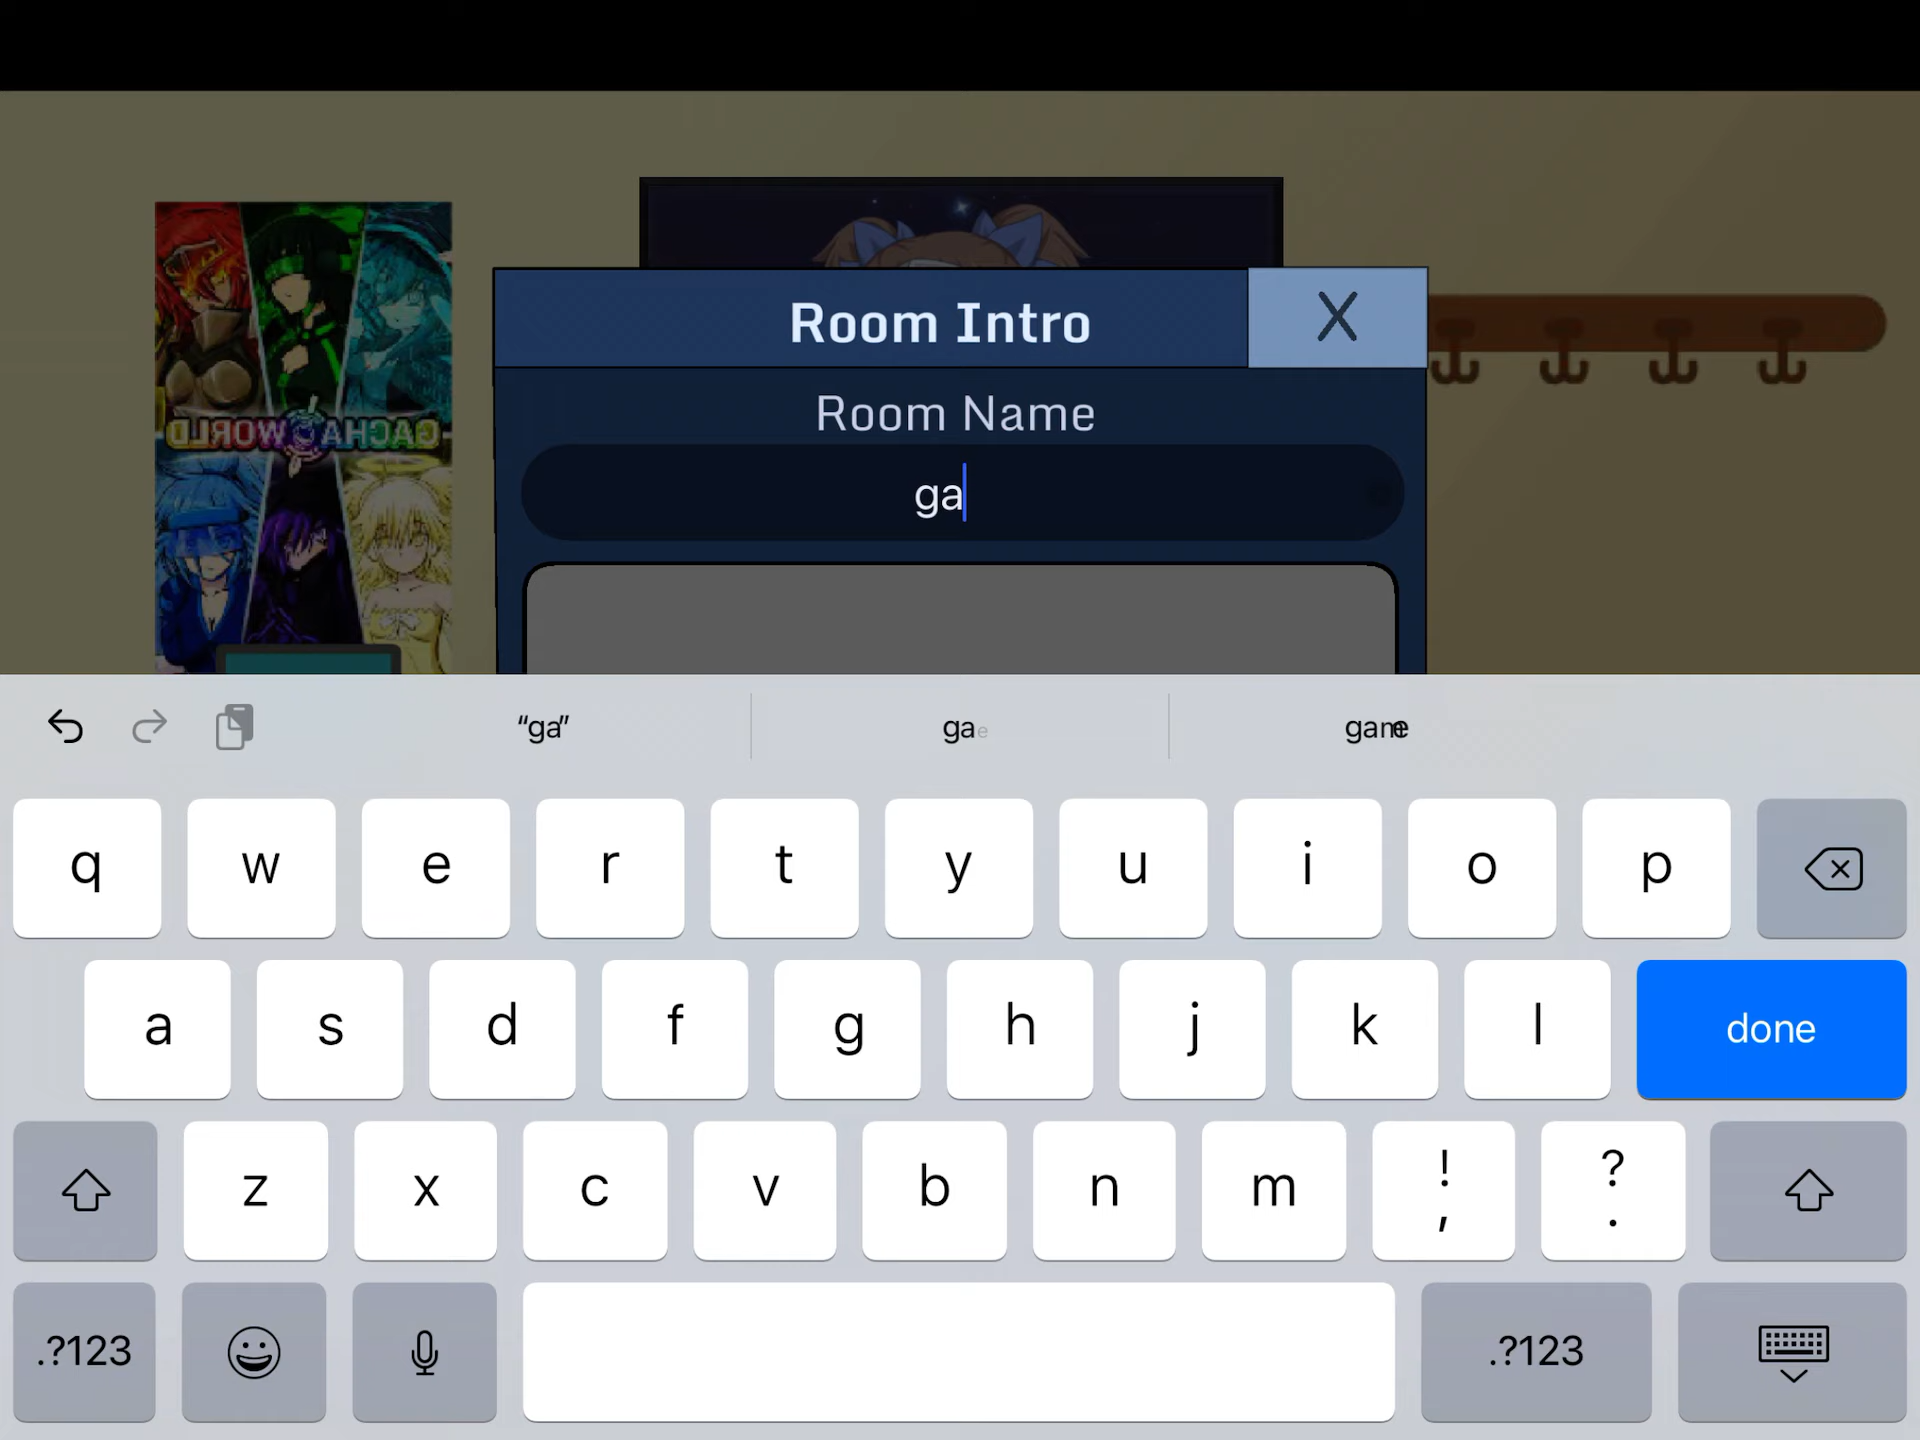 Room Intro
X
Room Name
ga
GACHA WORLD
“ga”
ga
game
q w e r t y u i o p
a s d f g h j k l done
z x c v b n m ! , ? .
.?123 .?123